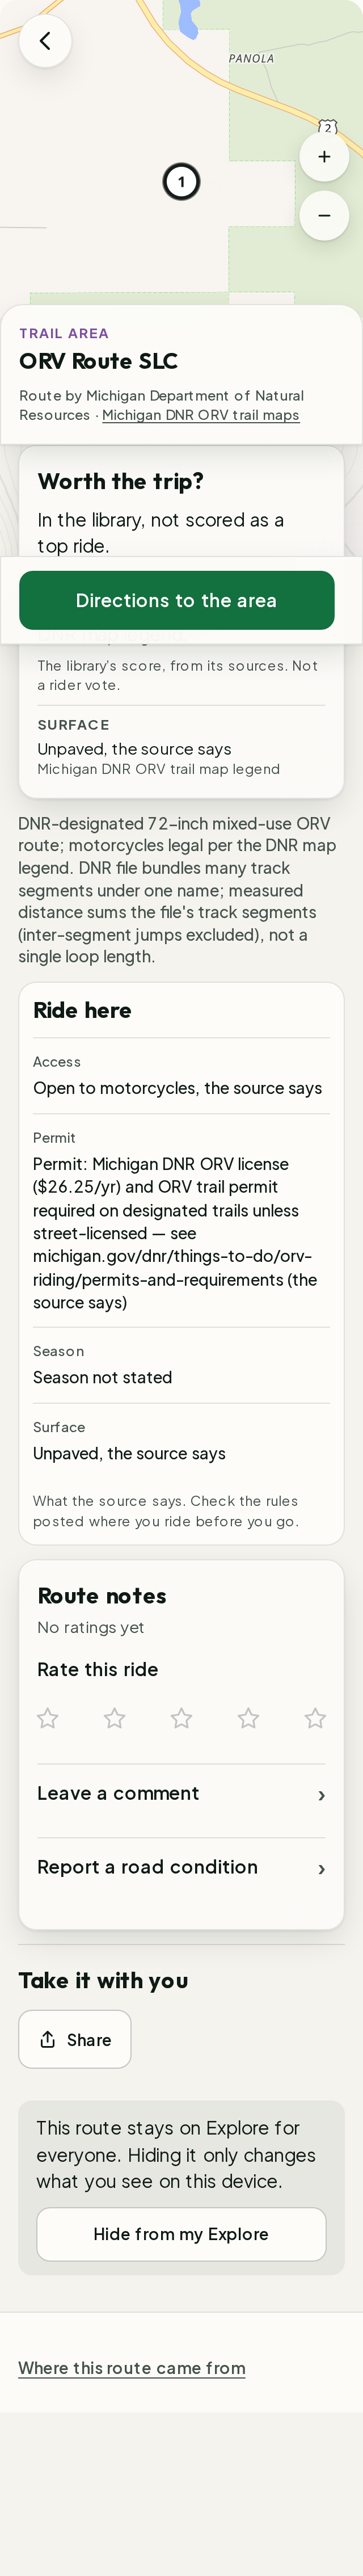 PANOLA
2
+
1
−
TRAIL AREA
ORV Route SLC
Route by Michigan Department of Natural
Resources · Michigan DNR ORV trail maps
Worth the trip?
In the library, not scored as a
top ride.
Directions to the area
The library's score, from its sources. Not
a rider vote.
SURFACE
Unpaved, the source says
Michigan DNR ORV trail map legend
DNR-designated 72-inch mixed-use ORV
route; motorcycles legal per the DNR map
legend. DNR file bundles many track
segments under one name; measured
distance sums the file's track segments
(inter-segment jumps excluded), not a
single loop length.
Ride here
Access
Open to motorcycles, the source says
Permit
Permit: Michigan DNR ORV license
($26.25/yr) and ORV trail permit
required on designated trails unless
street-licensed — see
michigan.gov/dnr/things-to-do/orv-
riding/permits-and-requirements (the
source says)
Season
Season not stated
Surface
Unpaved, the source says
What the source says. Check the rules
posted where you ride before you go.
Route notes
No ratings yet
Rate this ride
Leave a comment ›
Report a road condition ›
Take it with you
Share
This route stays on Explore for
everyone. Hiding it only changes
what you see on this device.
Hide from my Explore
Where this route came from